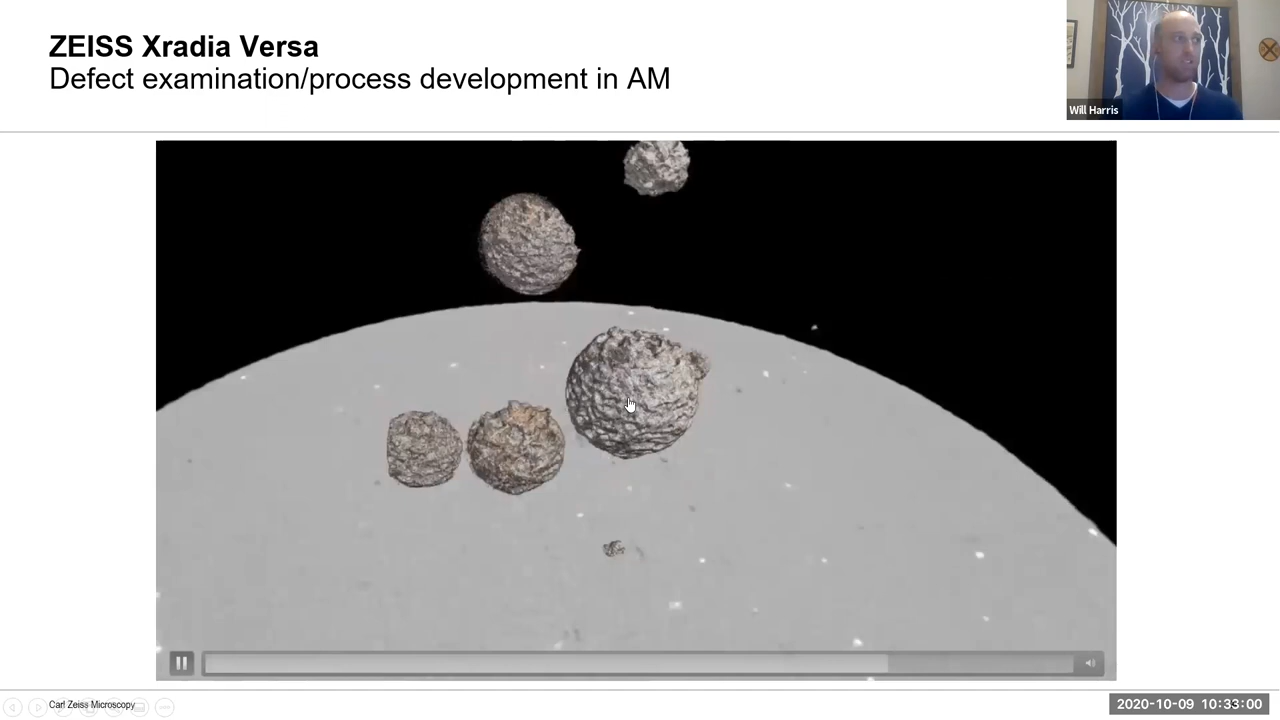 ZEISS Xradia Versa
Defect examination/process development in AM
Will Harris
Carl Zeiss Microscopy
2020-10-09 10:33:00